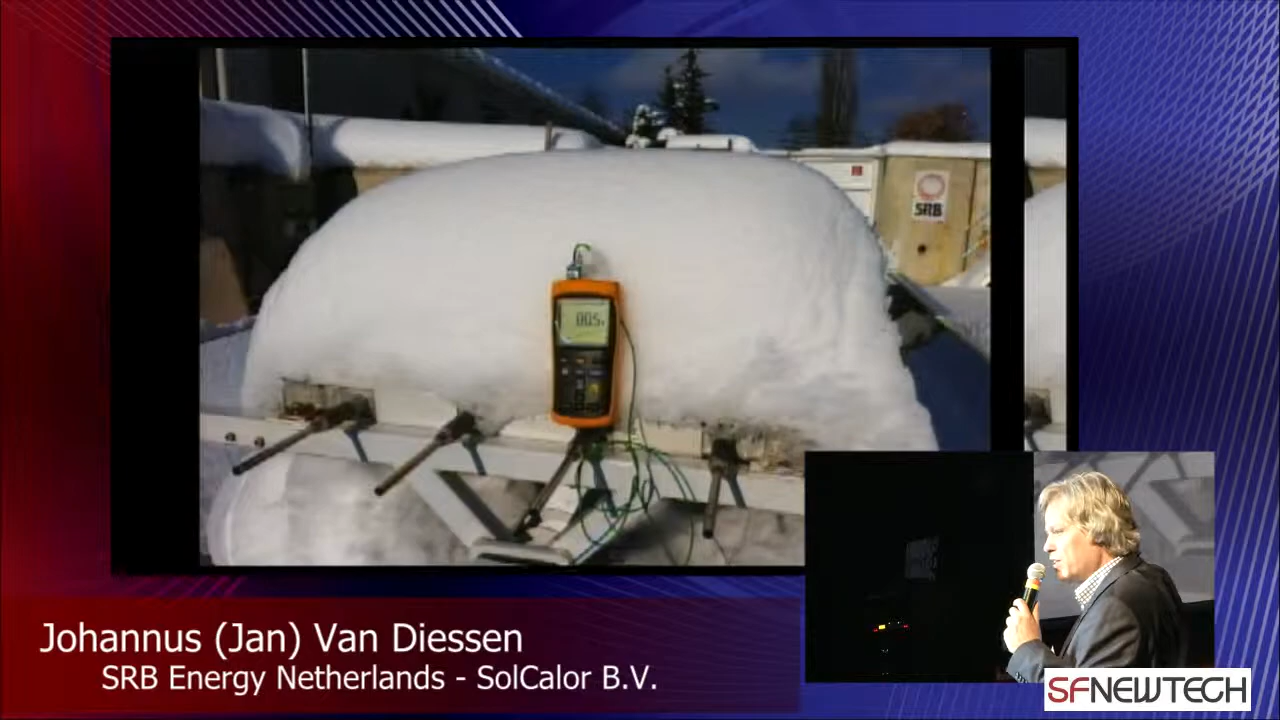 SRB
Johannus (Jan) Van Diessen
SRB Energy Netherlands - SolCalor B.V.
SFNEWTECH